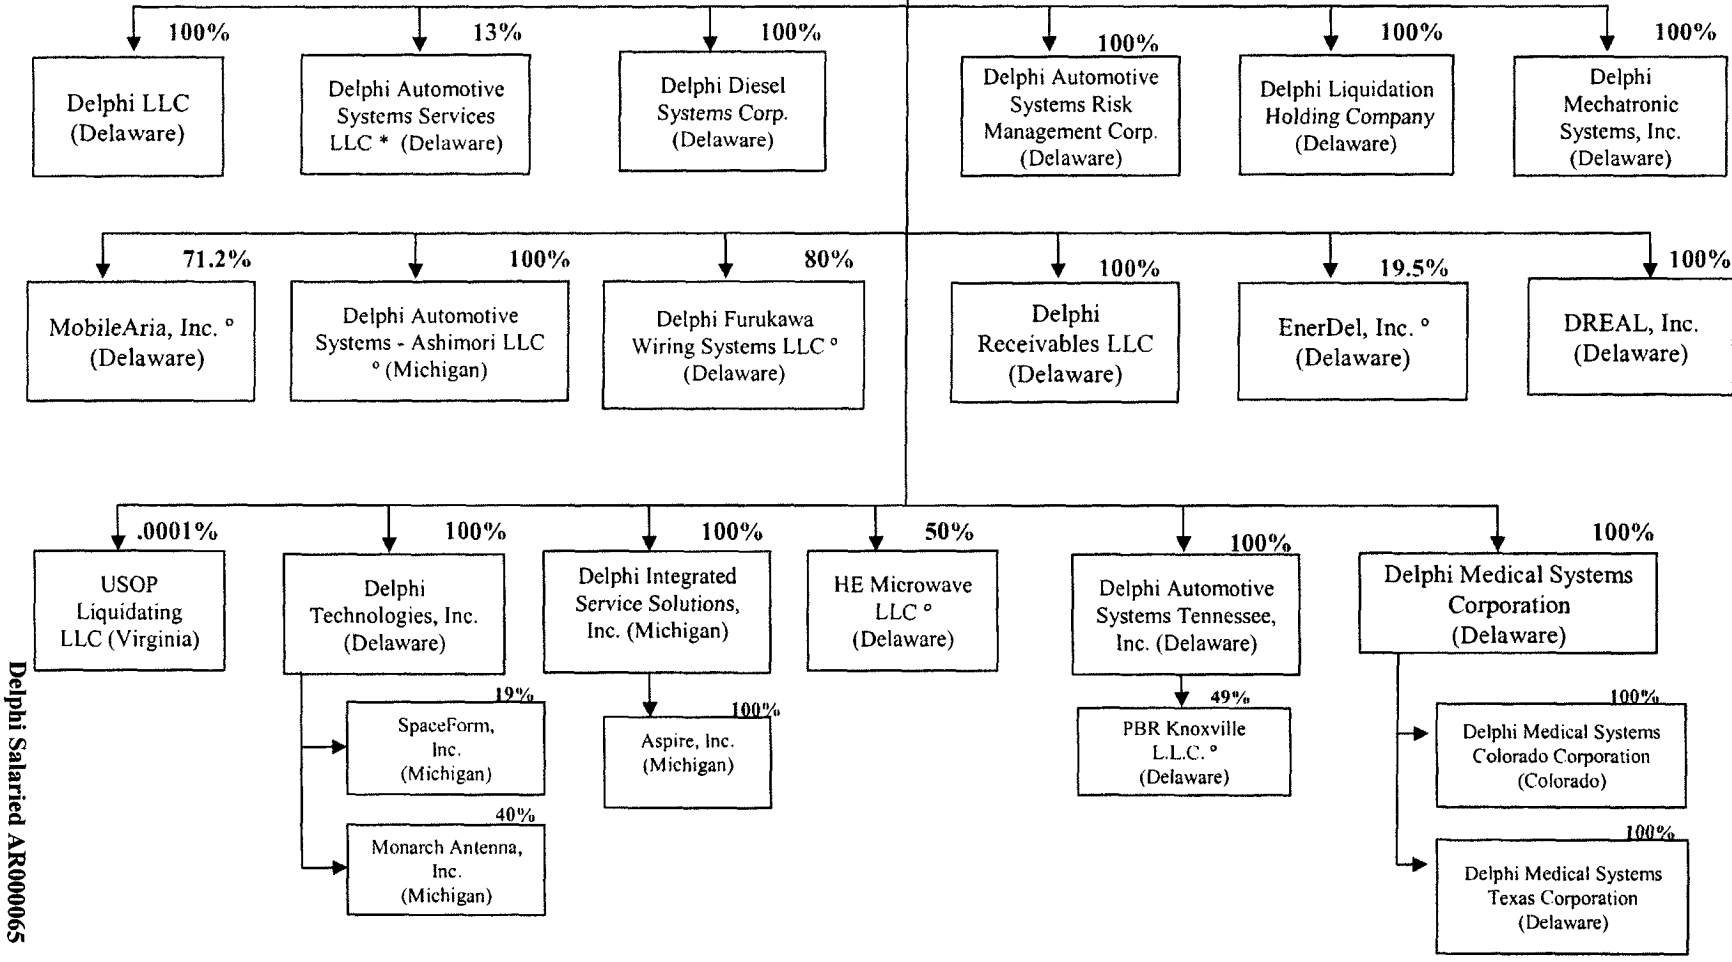 100%
Delphi LLC
(Delaware)
13%
Delphi Automotive
Systems Services
LLC * (Delaware)
100%
Delphi Diesel
Systems Corp.
(Delaware)
100%
Delphi Automotive
Systems Risk
Management Corp.
(Delaware)
100%
Delphi Liquidation
Holding Company
(Delaware)
100%
Delphi
Mechatronic
Systems, Inc.
(Delaware)
71.2%
MobileAria, Inc. º
(Delaware)
100%
Delphi Automotive
Systems - Ashimori LLC
º (Michigan)
80%
Delphi Furukawa
Wiring Systems LLC º
(Delaware)
100%
Delphi
Receivables LLC
(Delaware)
19.5%
EnerDel, Inc. º
(Delaware)
100%
DREAL, Inc.
(Delaware)
.0001%
USOP
Liquidating
LLC (Virginia)
100%
Delphi
Technologies, Inc.
(Delaware)
19%
SpaceForm,
Inc.
(Michigan)
40%
Monarch Antenna,
Inc.
(Michigan)
100%
Delphi Integrated
Service Solutions,
Inc. (Michigan)
100%
Aspire, Inc.
(Michigan)
50%
HE Microwave
LLC º
(Delaware)
100%
Delphi Automotive
Systems Tennessee,
Inc. (Delaware)
49%
PBR Knoxville
L.L.C. º
(Delaware)
100%
Delphi Medical Systems
Corporation
(Delaware)
100%
Delphi Medical Systems
Colorado Corporation
(Colorado)
100%
Delphi Medical Systems
Texas Corporation
(Delaware)
Delphi Salaried AR000065